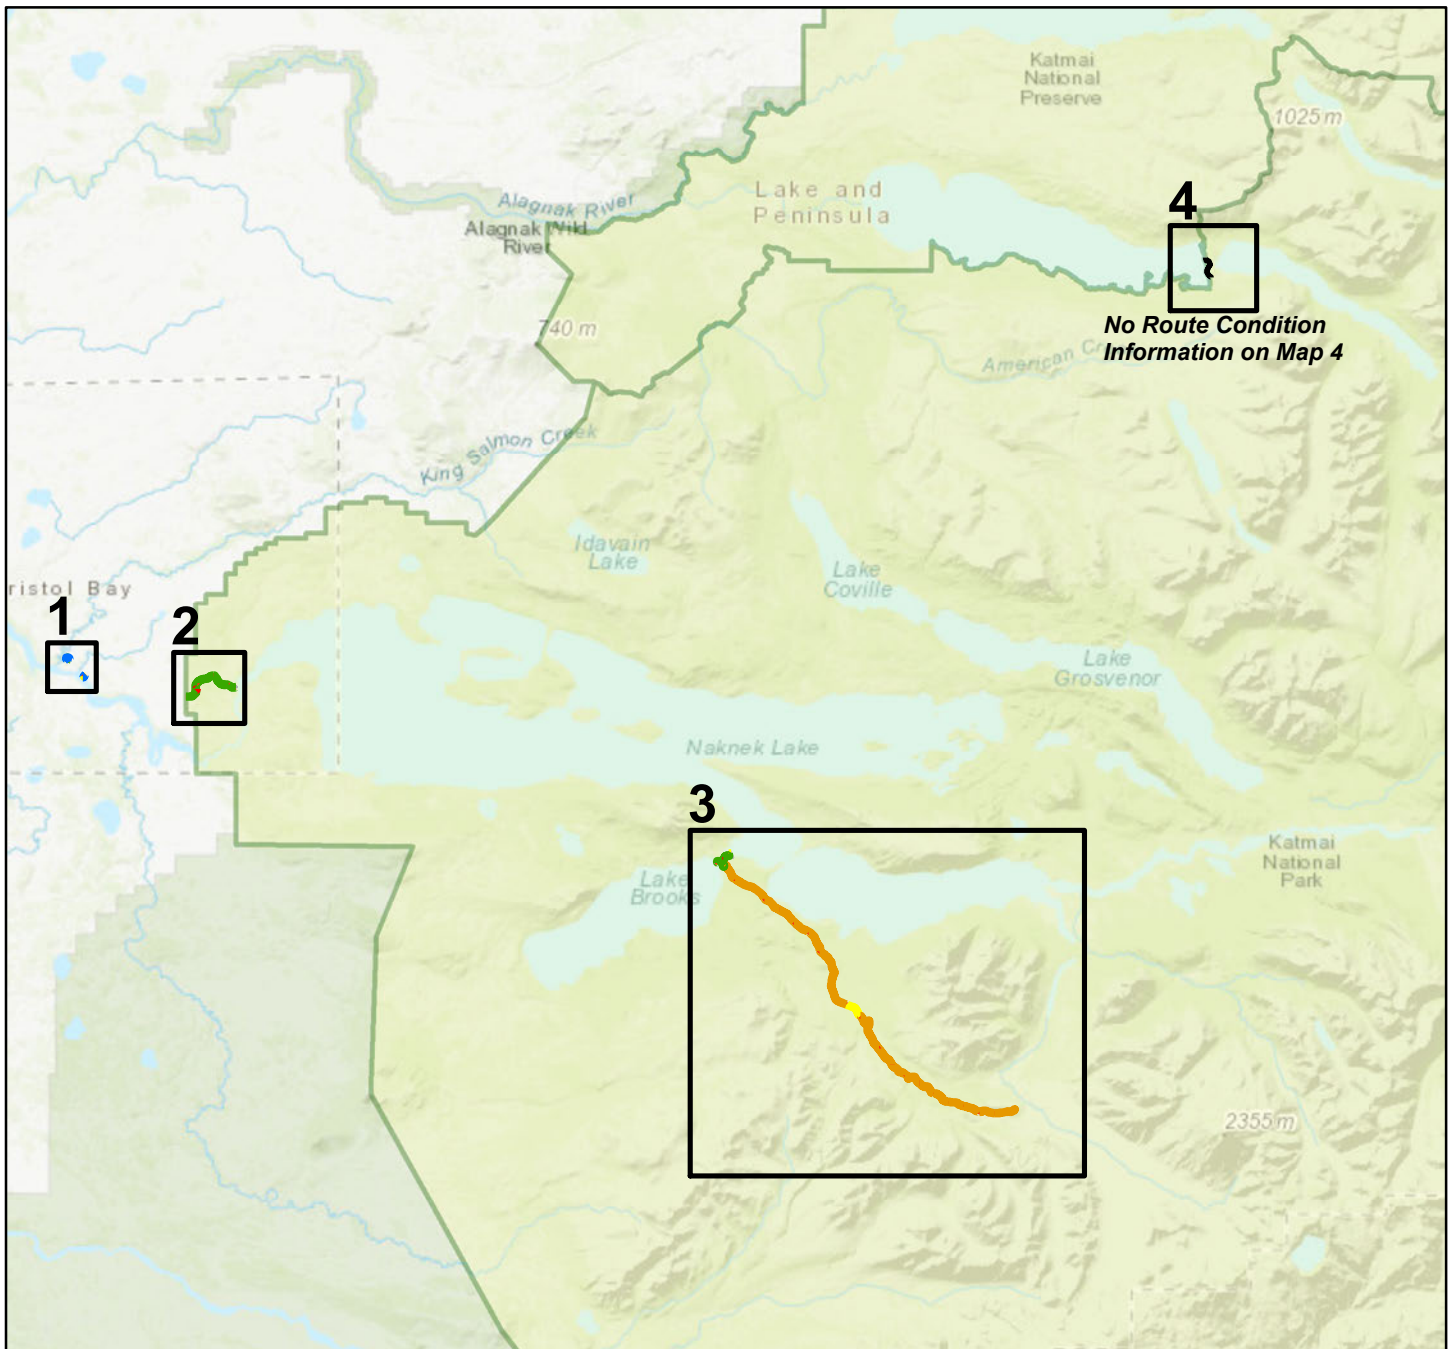 Katmai
National
Preserve
1025 m
Lake and
Peninsula
4
Alagnak River
Alagnak Wild
River
740 m
No Route Condition
Information on Map 4
American Cr
King Salmon Creek
Idavain
Lake
Lake
Coville
ristol Bay
1
2
Lake
Grosvenor
Naknek Lake
3
Katmai
National
Park
Lake
Brooks
2355 m